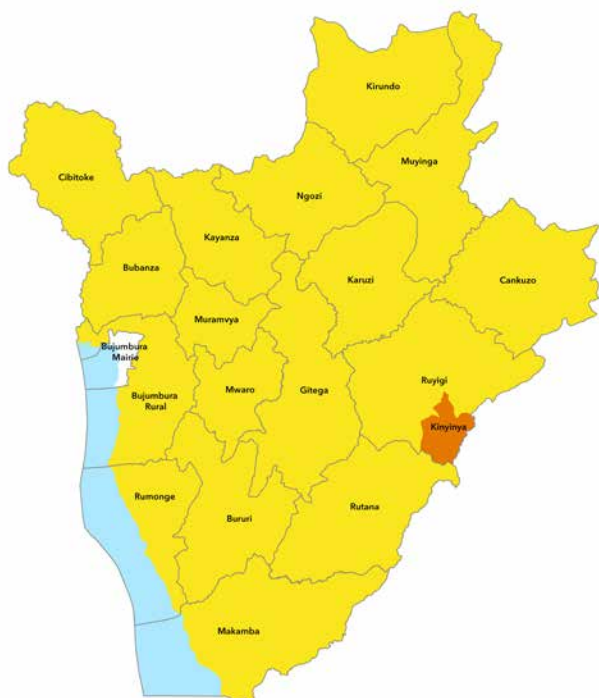 Kirundo
Muyinga
Cibitoke
Ngozi
Kayanza
Bubanza
Karuzi
Cankuzo
Muramvya
Bujumbura
Mairie
Ruyigi
Mwaro
Gitega
Bujumbura
Rural
Kinyinya
Rumonge
Rutana
Bururi
Makamba